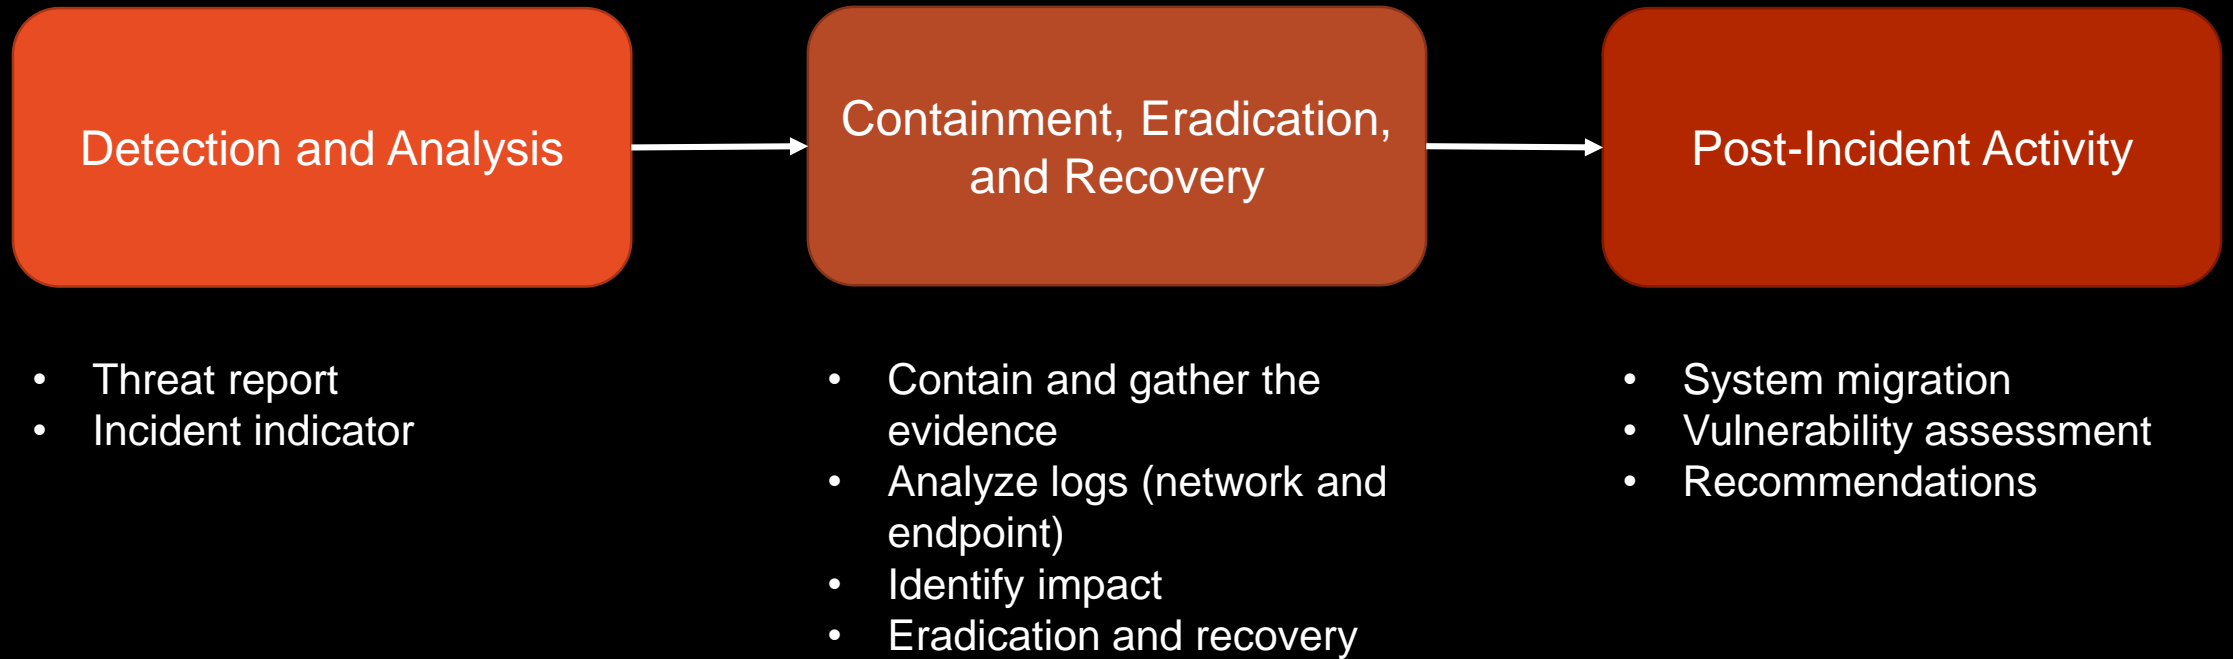 Detection and Analysis
Containment, Eradication,
and Recovery
Post-Incident Activity
• Threat report
• Incident indicator
• Contain and gather the
evidence
• Analyze logs (network and
endpoint)
• Identify impact
• Eradication and recovery
• System migration
• Vulnerability assessment
• Recommendations